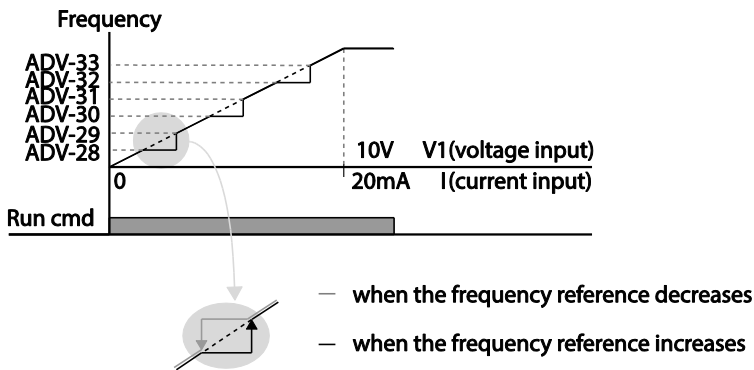 Frequency
ADV-33
ADV-32
ADV-31
ADV-30
ADV-29
ADV-28
10V V1(voltage input)
0
20mA I(current input)
Run cmd
when the frequency reference decreases
when the frequency reference increases